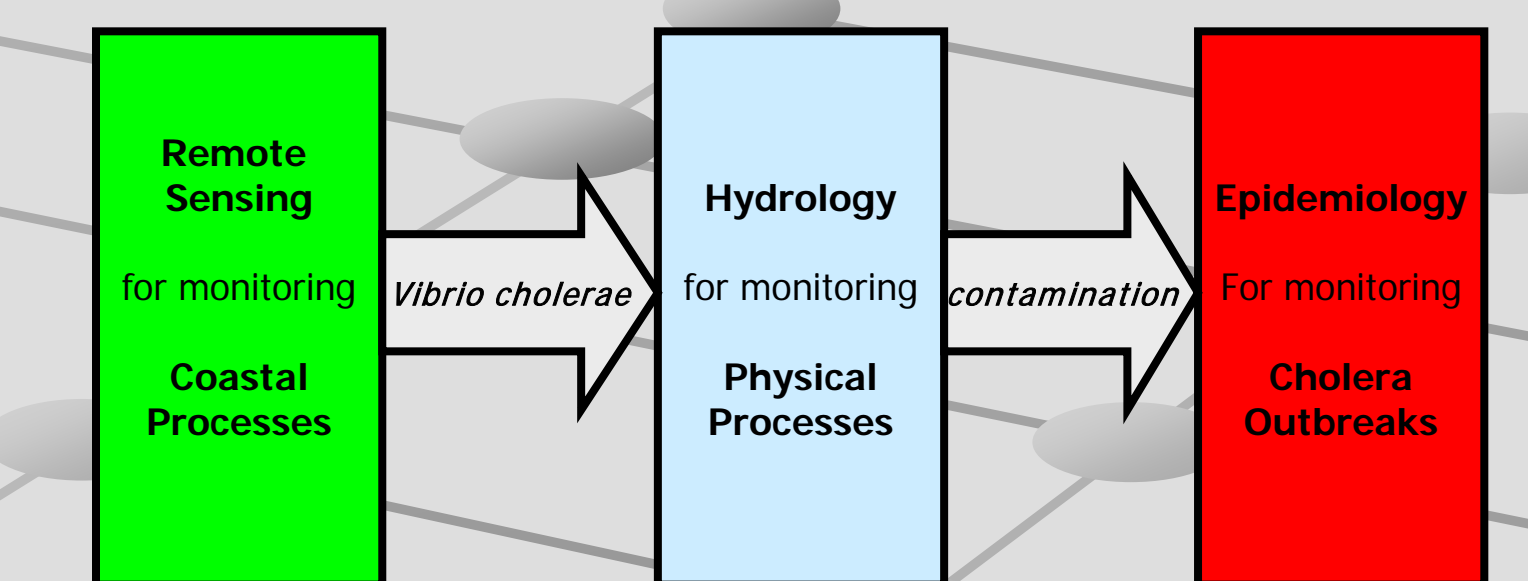 Remote
Sensing
for monitoring
Coastal
Processes
Vibrio cholerae
Hydrology
for monitoring
Physical
Processes
contamination
Epidemiology
For monitoring
Cholera
Outbreaks